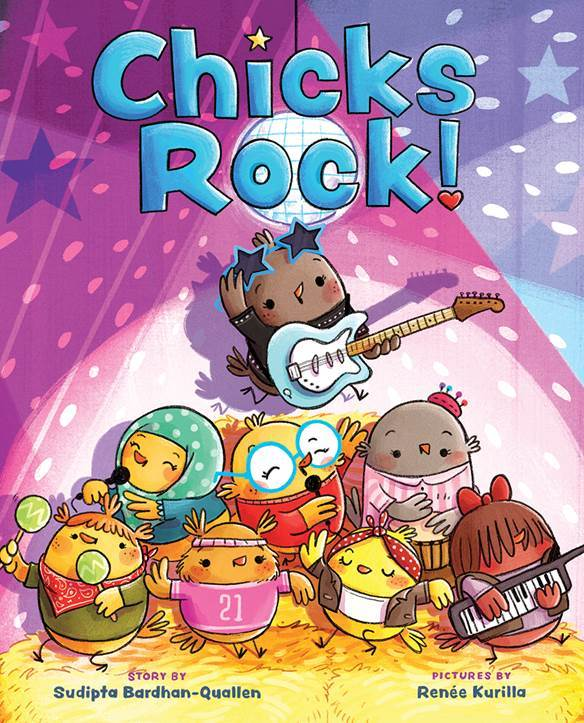 Chicks
Rock!
21
STORY BY
Sudipta Bardhan-Quallen
PICTURES BY
Renée Kurilla